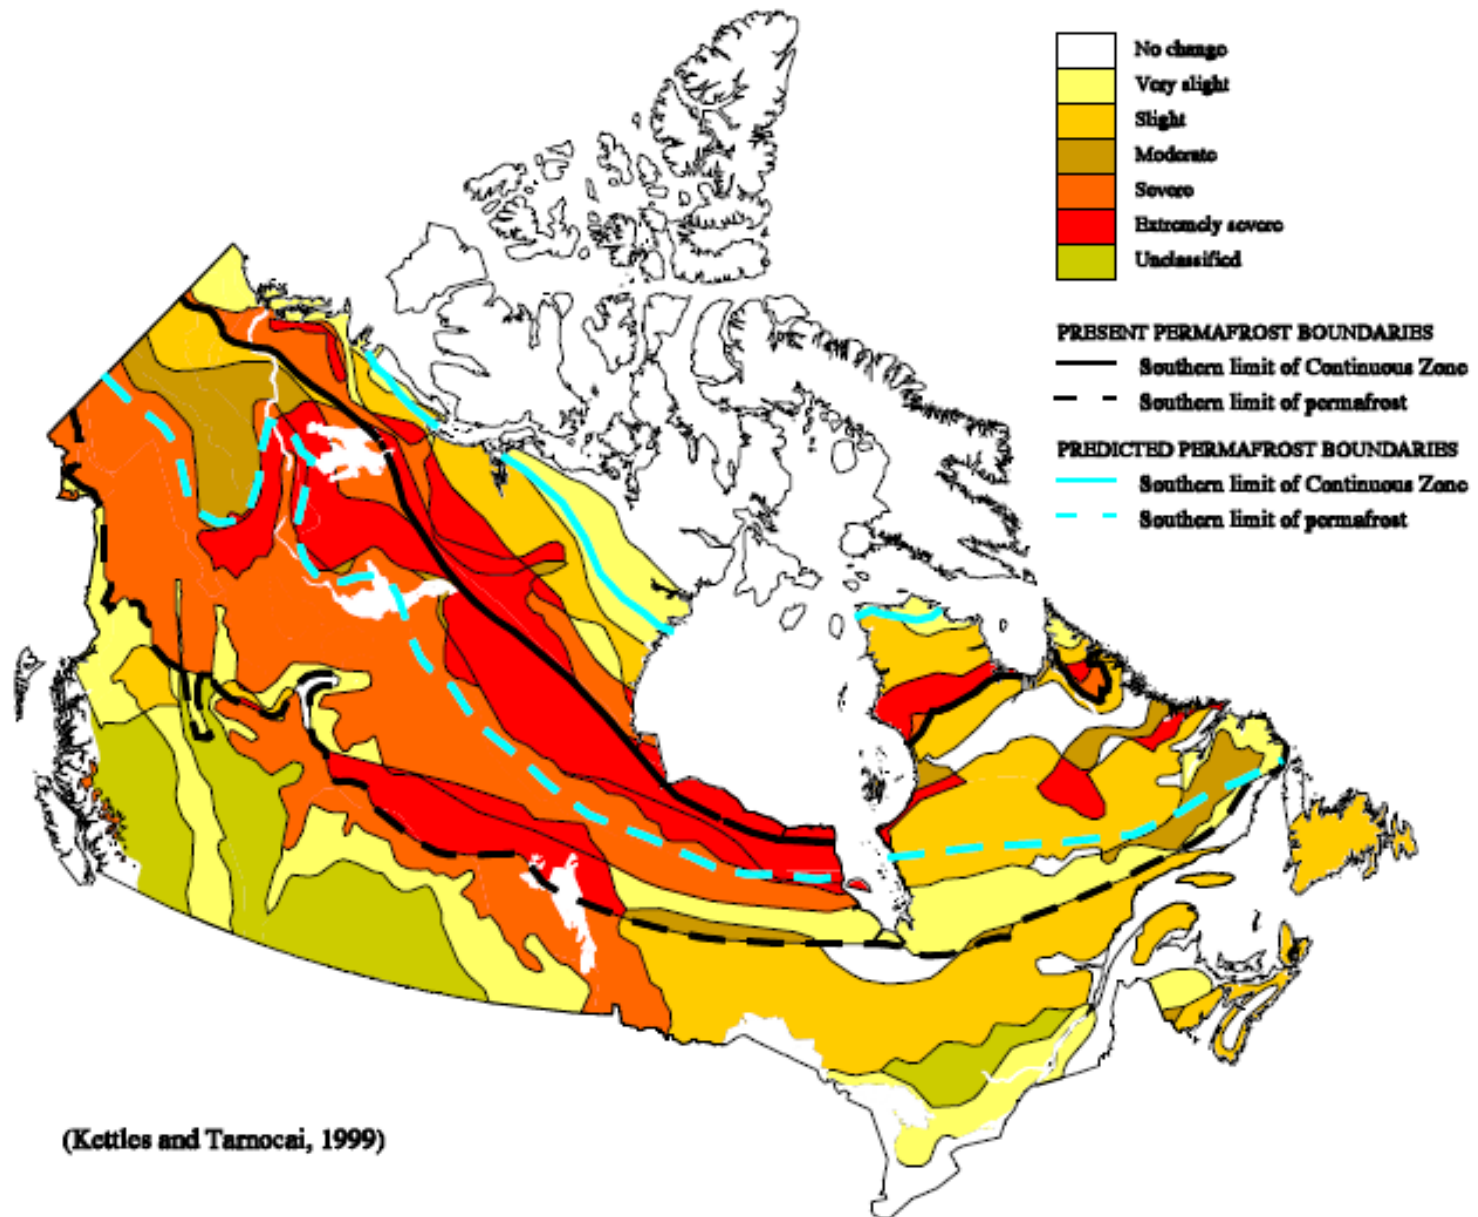 No change
Very slight
Slight
Moderate
Severe
Extremely severe
Unclassified
PRESENT PERMAFROST BOUNDARIES
Southern limit of Continuous Zone
Southern limit of permafrost
PREDICTED PERMAFROST BOUNDARIES
Southern limit of Continuous Zone
Southern limit of permafrost
(Kettles and Tarnocai, 1999)